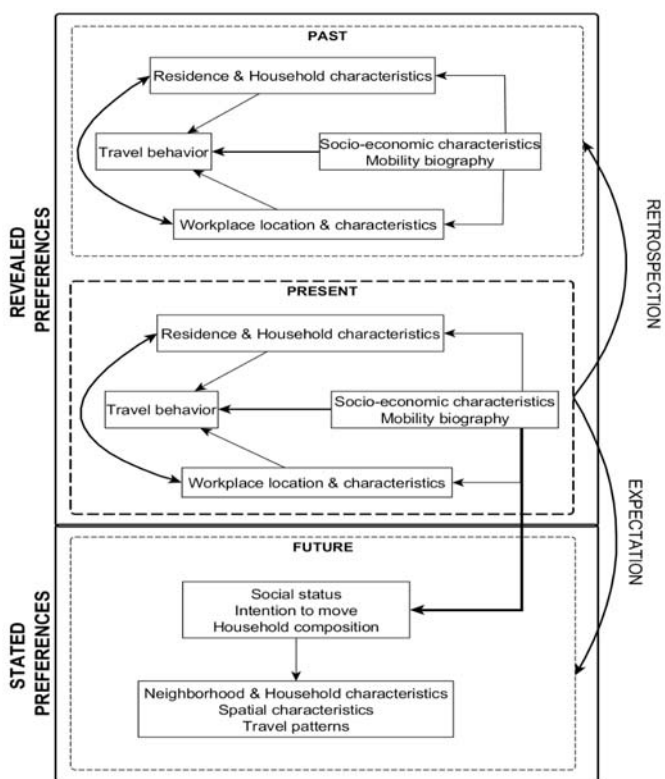 PAST
Residence & Household characteristics
Travel behavior
Socio-economic characteristics
Mobility biography
Workplace location & characteristics
REVEALED
PREFERENCES
RETROSPECTION
PRESENT
Residence & Household characteristics
Travel behavior
Socio-economic characteristics
Mobility biography
Workplace location & characteristics
EXPECTATION
FUTURE
Social status
Intention to move
Household composition
STATED
PREFERENCES
Neighborhood & Household characteristics
Spatial characteristics
Travel patterns